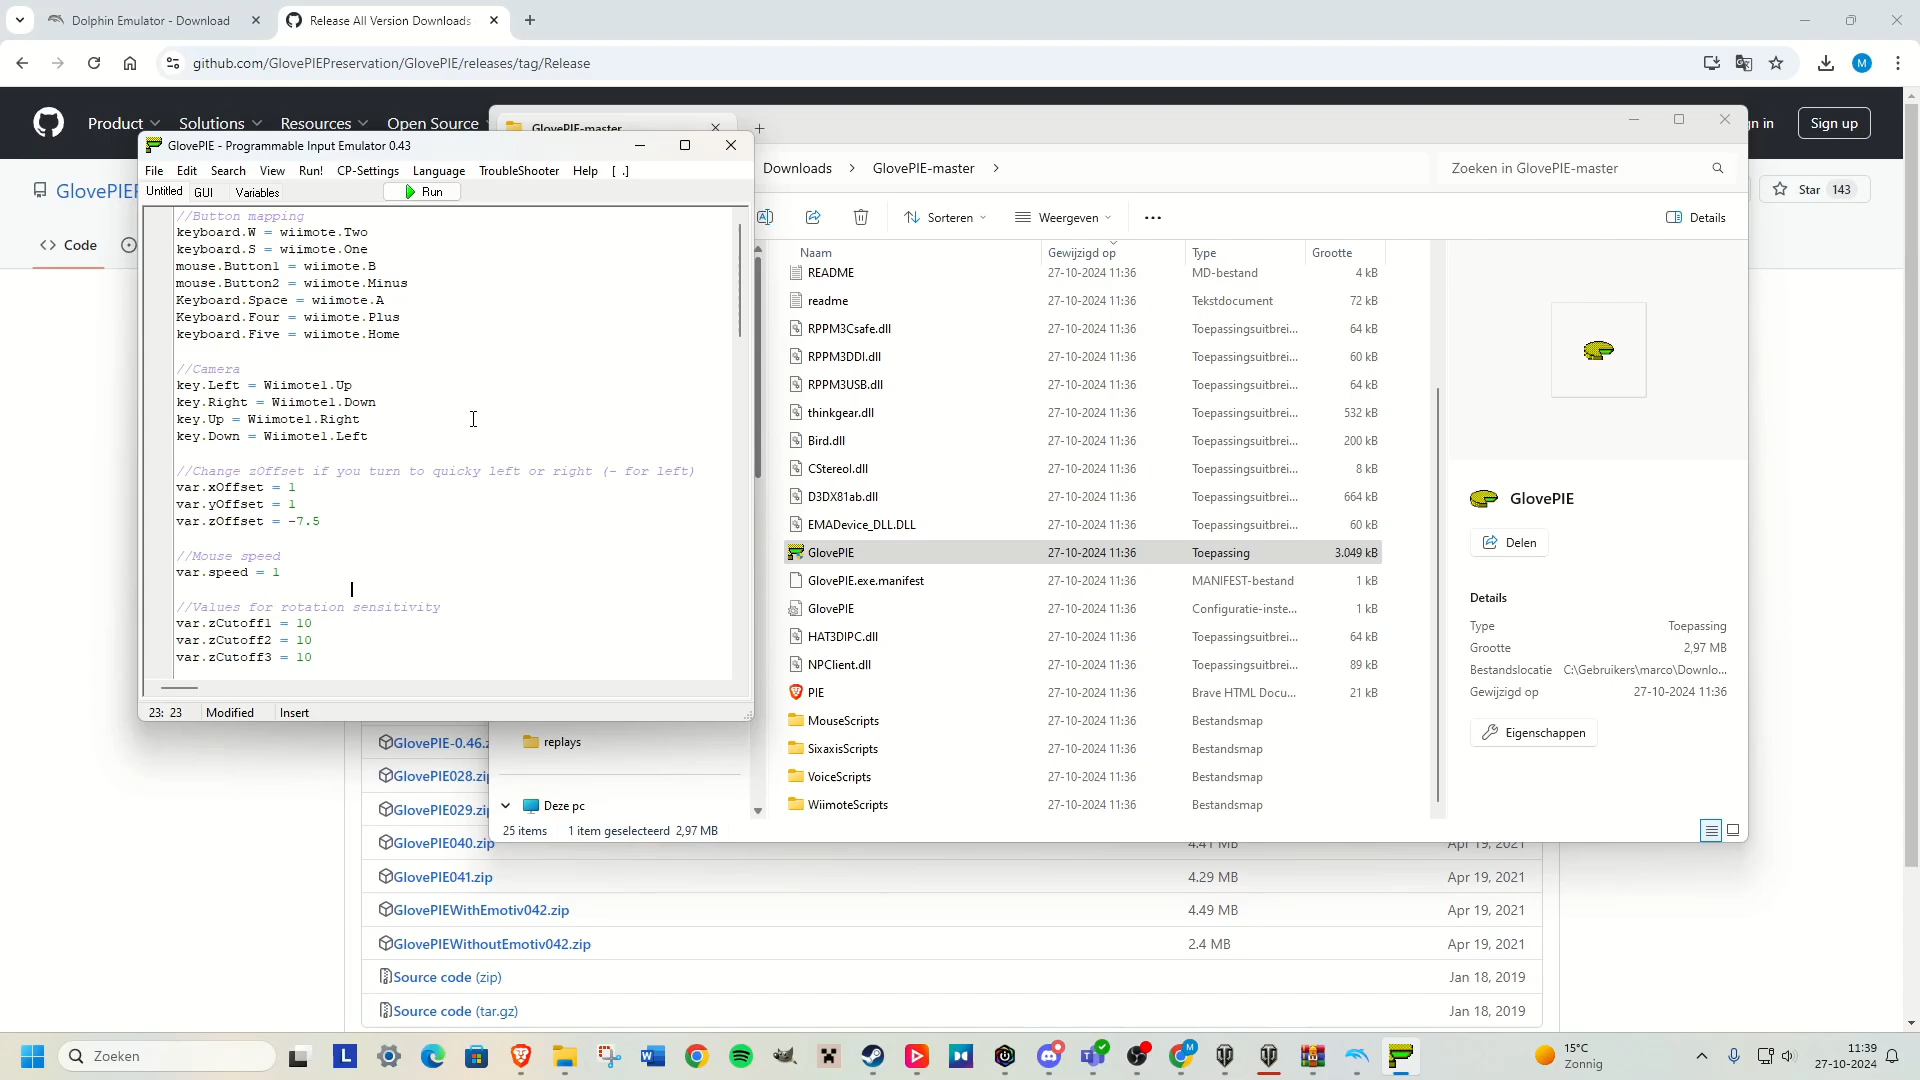 Dolphin Emulator - Download
Release All Version Downloads
github.com/GlovePIEPreservation/GlovePIE/releases/tag/Release
M
Product
Solutions
Resources
Open Source
GlovePIE-master
Sign up
GlovePIE - Programmable Input Emulator 0.43
File Edit Search View Run! CP-Settings Language TroubleShooter Help [ .]
Untitled GUI Variables Run
Downloads > GlovePIE-master >
Zoeken in GlovePIE-master
Star 143
Sorteren
Weergeven
Details
<> Code
//Button mapping
keyboard.W = wiimote.Two
keyboard.S = wiimote.One
mouse.Button1 = wiimote.B
mouse.Button2 = wiimote.Minus
Keyboard.Space = wiimote.A
Keyboard.Four = wiimote.Plus
keyboard.Five = wiimote.Home
//Camera
key.Left = Wiimote1.Up
key.Right = Wiimote1.Down
key.Up = Wiimote1.Right
key.Down = Wiimote1.Left
//Change zOffset if you turn to quicky left or right (- for left)
var.xOffset = 1
var.yOffset = 1
var.zOffset = -7.5
//Mouse speed
var.speed = 1
//Values for rotation sensitivity
var.zCutoff1 = 10
var.zCutoff2 = 10
var.zCutoff3 = 10
23: 23 Modified Insert
Naam Gewijzigd op Type Grootte
README 27-10-2024 11:36 MD-bestand 4 kB
readme 27-10-2024 11:36 Tekstdocument 72 kB
RPPM3Csafe.dll 27-10-2024 11:36 Toepassingsuitbrei... 64 kB
RPPM3DDI.dll 27-10-2024 11:36 Toepassingsuitbrei... 60 kB
RPPM3USB.dll 27-10-2024 11:36 Toepassingsuitbrei... 64 kB
thinkgear.dll 27-10-2024 11:36 Toepassingsuitbrei... 532 kB
Bird.dll 27-10-2024 11:36 Toepassingsuitbrei... 200 kB
CStereol.dll 27-10-2024 11:36 Toepassingsuitbrei... 8 kB
D3DX81ab.dll 27-10-2024 11:36 Toepassingsuitbrei... 664 kB
EMADevice_DLL.DLL 27-10-2024 11:36 Toepassingsuitbrei... 60 kB
GlovePIE 27-10-2024 11:36 Toepassing 3.049 kB
GlovePIE.exe.manifest 27-10-2024 11:36 MANIFEST-bestand 1 kB
GlovePIE 27-10-2024 11:36 Configuratie-inste... 1 kB
HAT3DIPC.dll 27-10-2024 11:36 Toepassingsuitbrei... 64 kB
NPClient.dll 27-10-2024 11:36 Toepassingsuitbrei... 89 kB
PIE 27-10-2024 11:36 Brave HTML Docu... 21 kB
MouseScripts 27-10-2024 11:36 Bestandsmap
SixaxisScripts 27-10-2024 11:36 Bestandsmap
VoiceScripts 27-10-2024 11:36 Bestandsmap
WiimoteScripts 27-10-2024 11:36 Bestandsmap
GlovePIE
Delen
Details
Type Toepassing
Grootte 2,97 MB
Bestandslocatie C:\Gebruikers\marco\Downlo...
Gewijzigd op 27-10-2024 11:36
Eigenschappen
replays
Deze pc
25 items 1 item geselecteerd 2,97 MB
GlovePIE-0.46.z
GlovePIE028.zip
GlovePIE029.zip
GlovePIE040.zip 4.41 MB Apr 19, 2021
GlovePIE041.zip 4.29 MB Apr 19, 2021
GlovePIEWithEmotiv042.zip 4.49 MB Apr 19, 2021
GlovePIEWithoutEmotiv042.zip 2.4 MB Apr 19, 2021
Source code (zip) Jan 18, 2019
Source code (tar.gz) Jan 18, 2019
Zoeken
L
M
15°C
Zonnig
11:39
27-10-2024